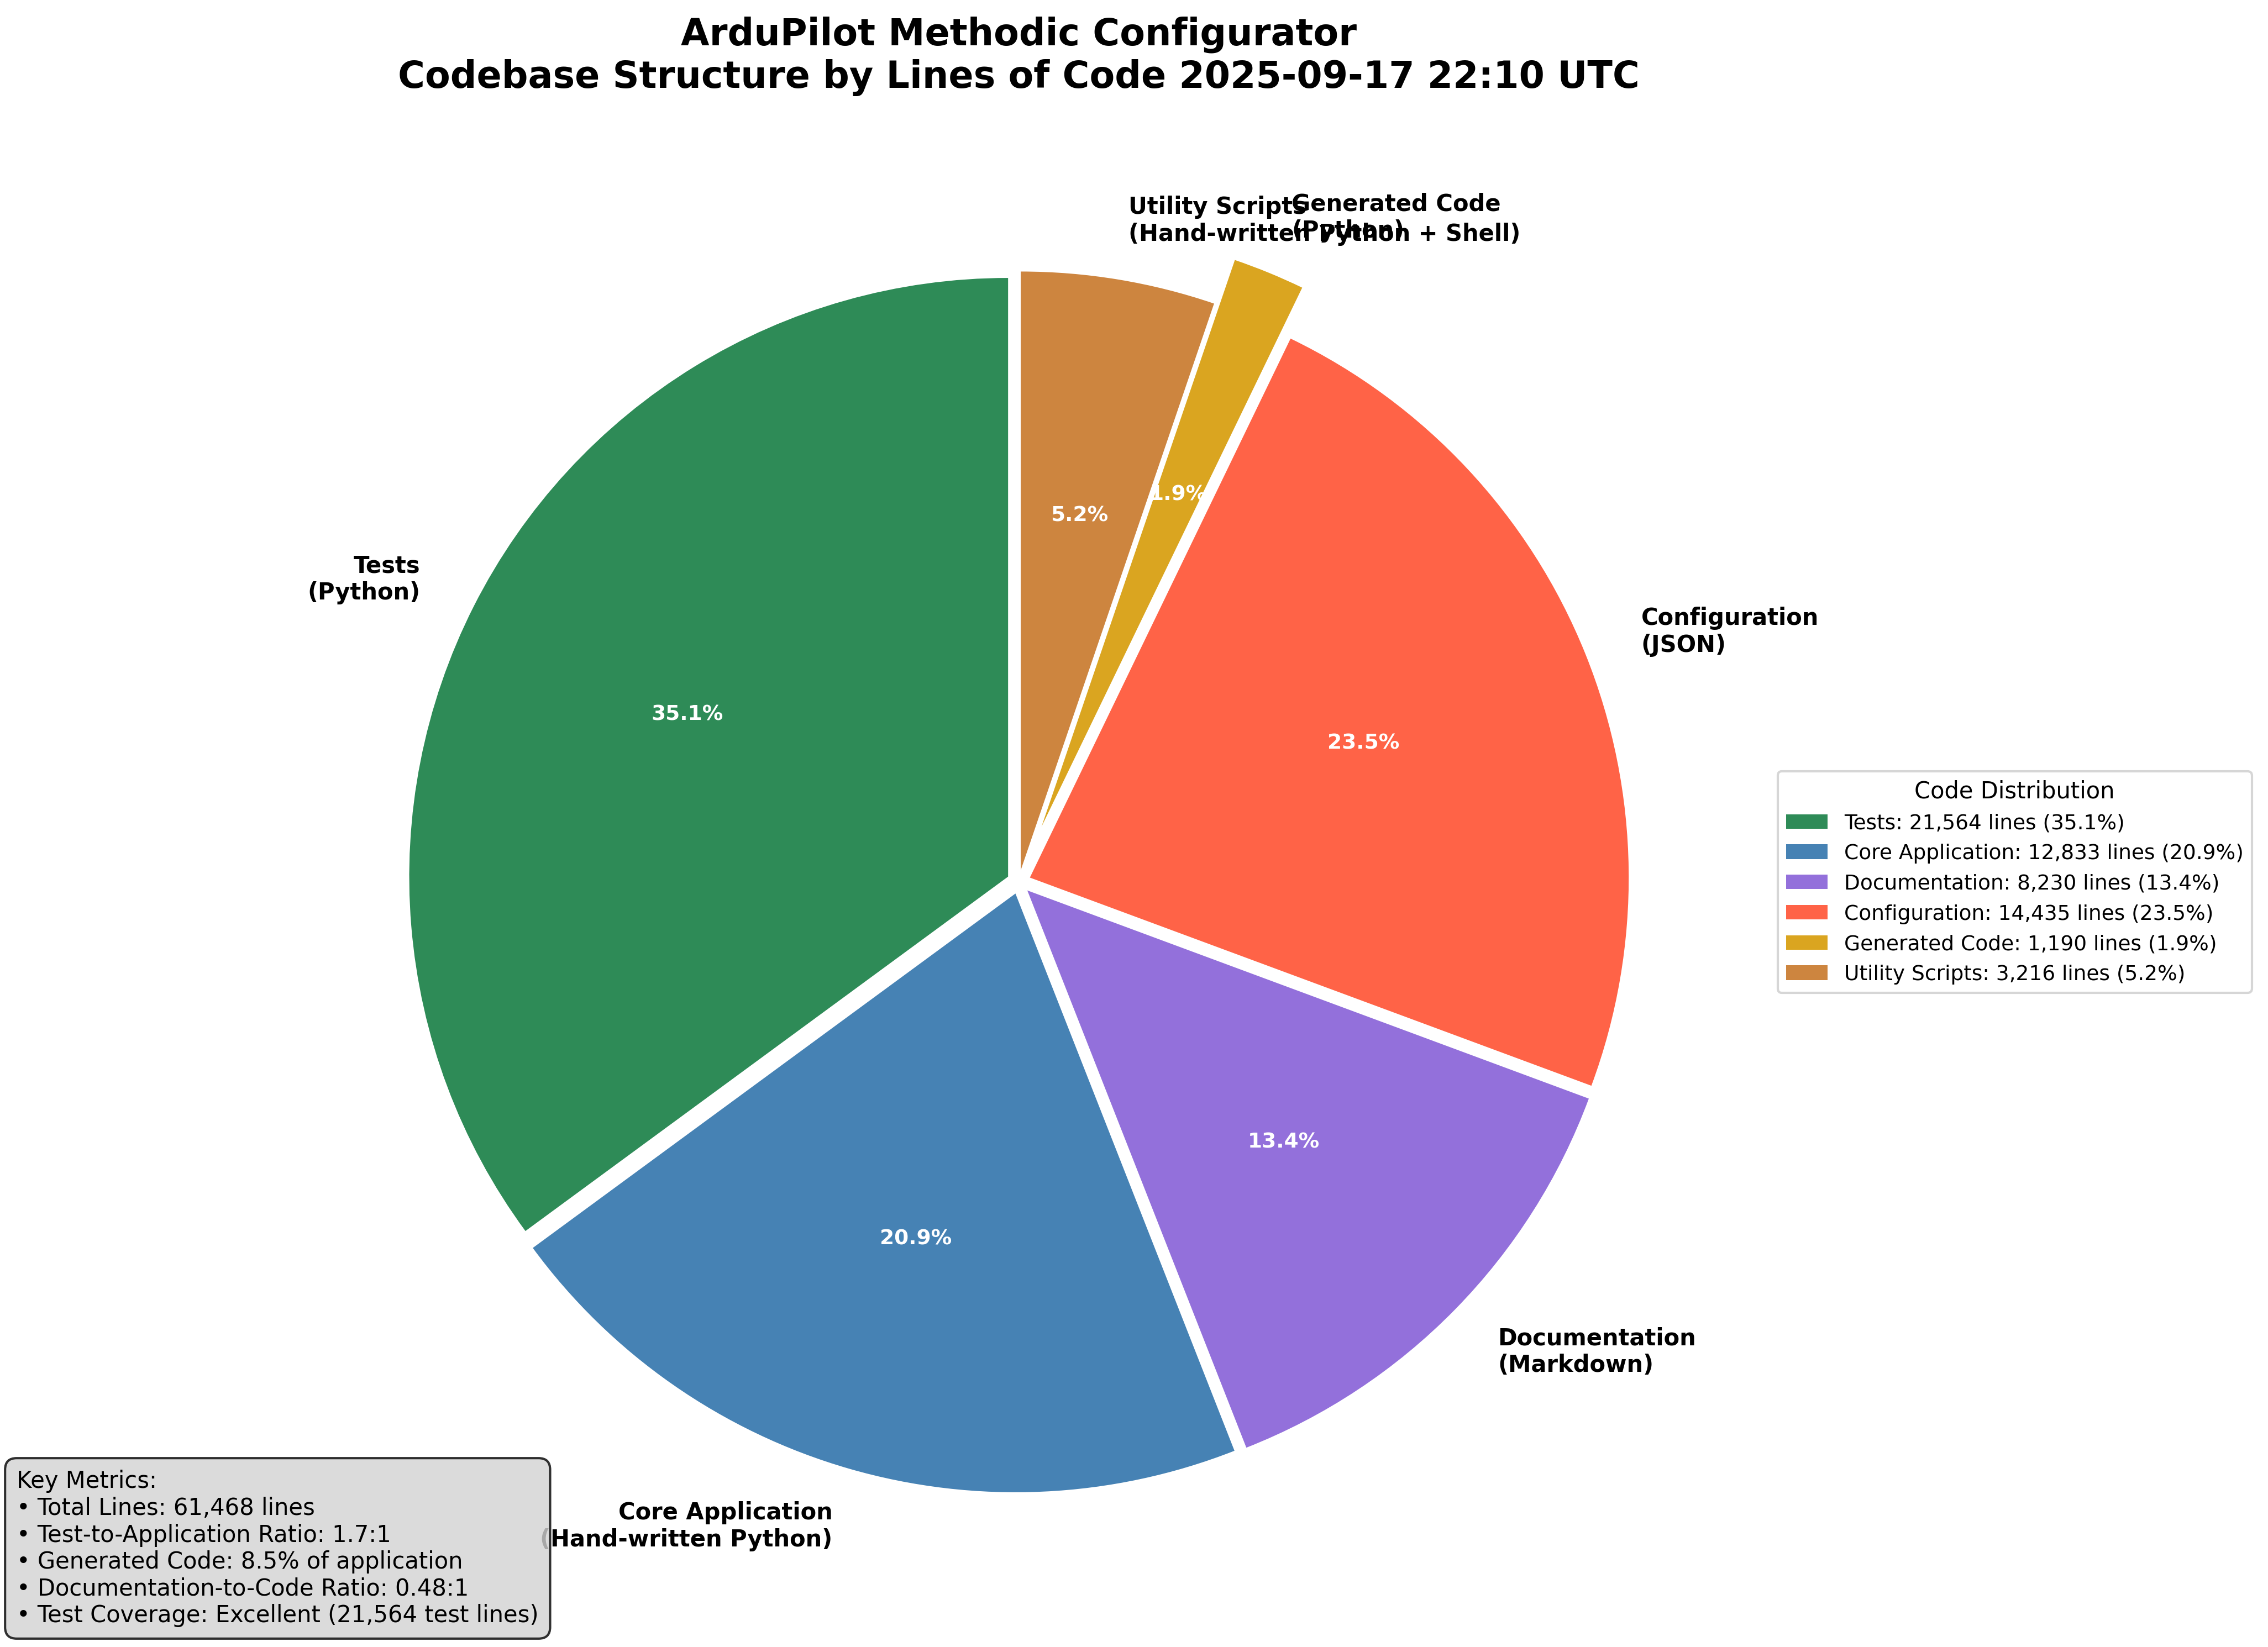 ArduPilot Methodic Configurator
Codebase Structure by Lines of Code 2025-09-17 22:10 UTC
Utility Scripts
(Hand-written Python + Shell)
Generated Code
(Python)
5.2%
1.9%
Tests
(Python)
35.1%
Configuration
(JSON)
23.5%
Code Distribution
Tests: 21,564 lines (35.1%)
Core Application: 12,833 lines (20.9%)
Documentation: 8,230 lines (13.4%)
Configuration: 14,435 lines (23.5%)
Generated Code: 1,190 lines (1.9%)
Utility Scripts: 3,216 lines (5.2%)
13.4%
20.9%
Documentation
(Markdown)
Core Application
(Hand-written Python)
Key Metrics:
• Total Lines: 61,468 lines
• Test-to-Application Ratio: 1.7:1
• Generated Code: 8.5% of application
• Documentation-to-Code Ratio: 0.48:1
• Test Coverage: Excellent (21,564 test lines)